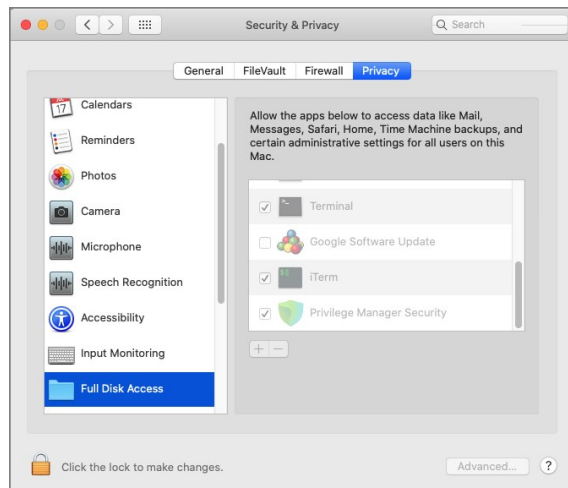 Security & Privacy
Search
General
FileVault
Firewall
Privacy
17
Calendars
Reminders
Photos
Camera
Microphone
Speech Recognition
Accessibility
Input Monitoring
Full Disk Access
Allow the apps below to access data like Mail,
Messages, Safari, Home, Time Machine backups, and
certain administrative settings for all users on this
Mac.
Terminal
Google Software Update
iTerm
Privilege Manager Security
+
−
Click the lock to make changes.
Advanced...
?